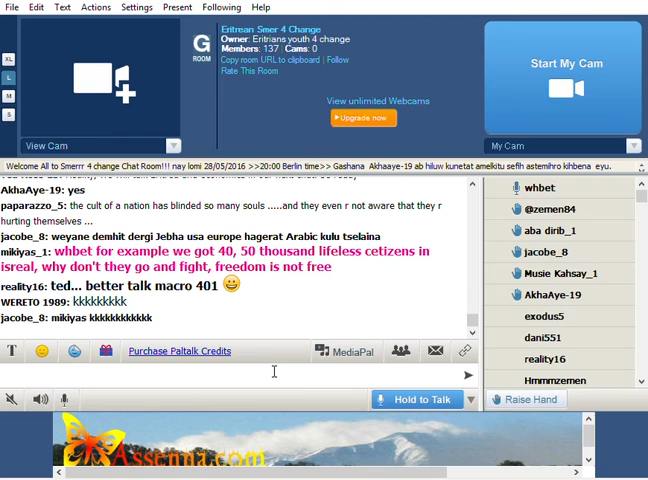 File Edit Text Actions Settings Present Following Help
XL
L
M
S
View Cam
G
ROOM
Eritrean Smer 4 Change
Owner: Eritrians youth 4 change
Members: 137 Cams: 0
Copy room URL to clipboard | Follow
Rate This Room
View unlimited Webcams
Upgrade now
Start My Cam
My Cam
Welcome All to Smerrr 4 change Chat Room!!! nay lomi 28/05/2016 >>20:00 Berlin time>> Gashana Akhaaye-19 ab hiluw kunetat amelkitu sefih astemihro kihbena eyu.
AkhaAye-19: yes
paparazzo_5: the cult of a nation has blinded so many souls .....and they even r not aware that they r
hurting themselves ...
jacobe_8: weyane demhit dergi Jebha usa europe hagerat Arabic kulu tselaina
mikiyas_1: whbet for example we got 40, 50 thousand lifeless cetizens in
isreal, why don't they go and fight, freedom is not free
reality16: ted... better talk macro 401
WERETO 1989: kkkkkkkkk
jacobe_8: mikiyas kkkkkkkkkkkk
whbet
@zemen84
aba dirib_1
jacobe_8
Musie Kahsay_1
AkhaAye-19
exodus5
dani551
reality16
Hmmmzemen
T
Purchase Paltalk Credits
MediaPal
Hold to Talk
Raise Hand
Assenna.com